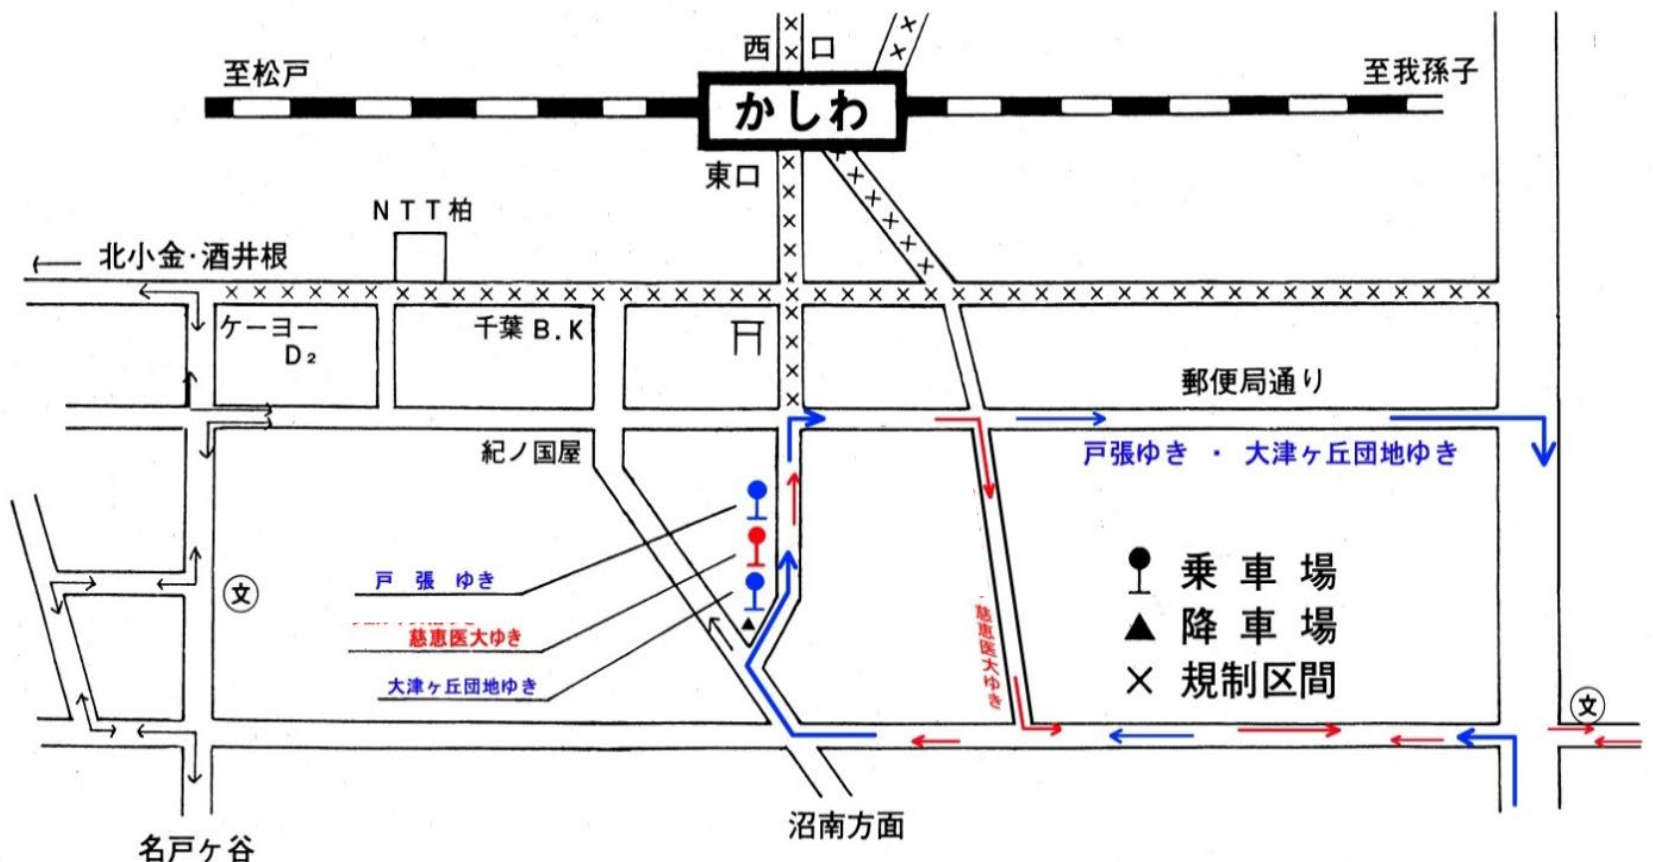 西口
至松戸
至我孫子
かしわ
東口
NTT柏
北小金・酒井根
ケーヨー
D2
千葉B.K
郵便局通り
紀ノ国屋
戸張ゆき ・ 大津ヶ丘団地ゆき
戸 張 ゆき
慈恵医大ゆき
大津ヶ丘団地ゆき
文
慈恵医大ゆき
乗車場
降車場
× 規制区間
文
沼南方面
名戸ヶ谷